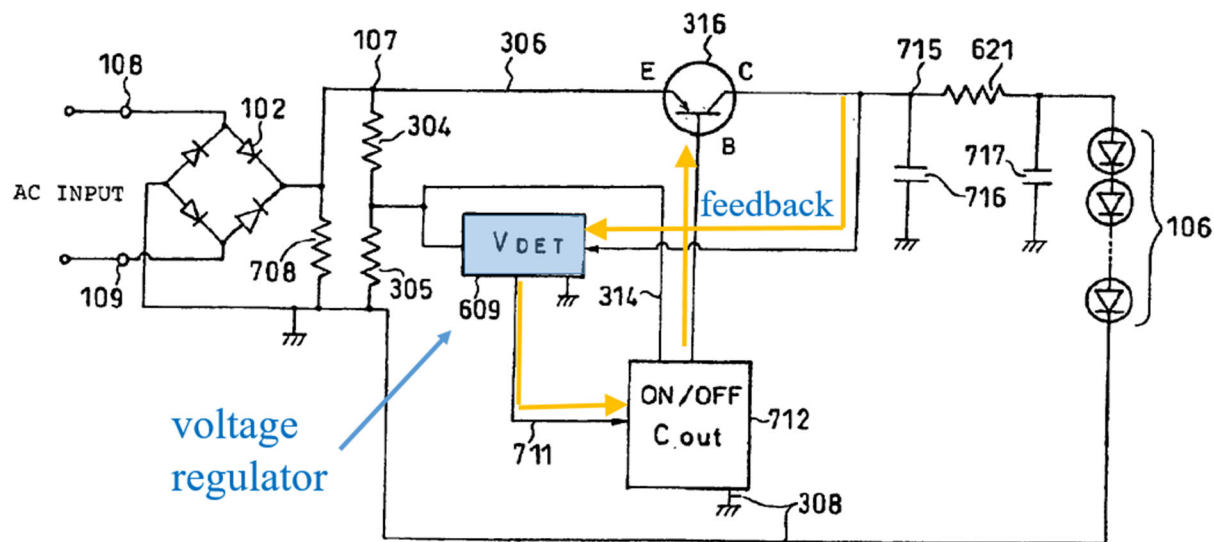 316
107
306
715
621
108
E
C
102
304
B
717
AC INPUT
feedback
716
106
V DET
708
305
314
109
609
ON/OFF
C.out
712
voltage
regulator
711
308